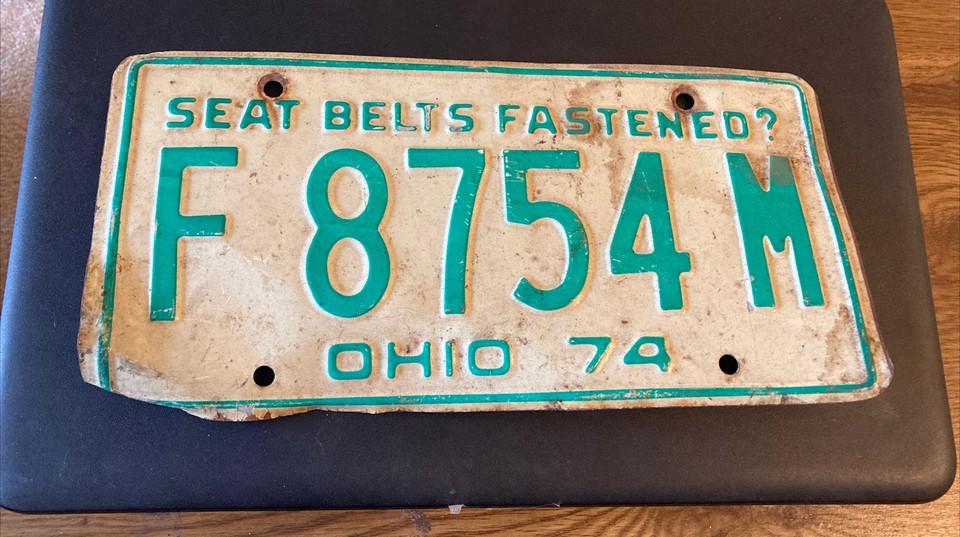 SEAT BELTS FASTENED?
F 8754 M
OHIO 74